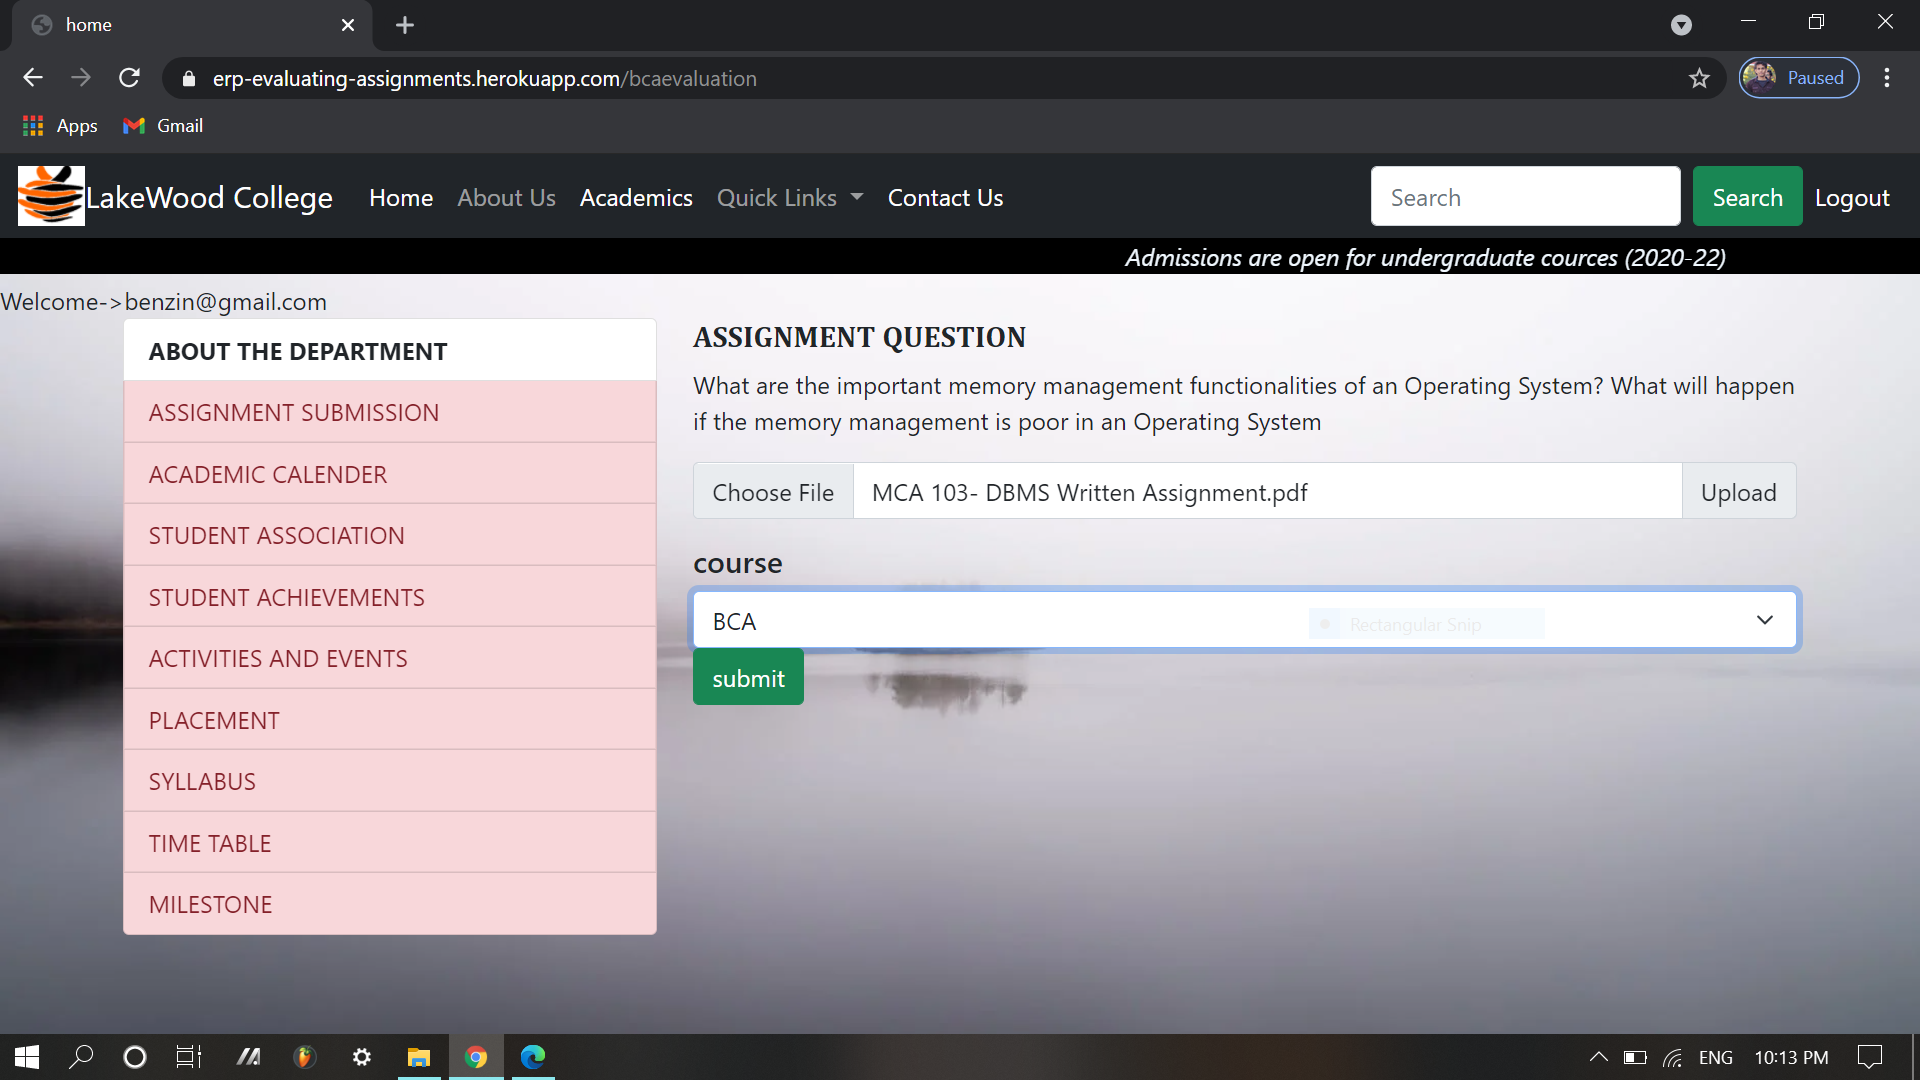 home
erp-evaluating-assignments.herokuapp.com/bcaevaluation
Paused
Apps
Gmail
LakeWood College
Home
About Us
Academics
Quick Links
Contact Us
Search
Search
Logout
Admissions are open for undergraduate cources (2020-22)
Welcome->benzin@gmail.com
ABOUT THE DEPARTMENT
ASSIGNMENT SUBMISSION
ACADEMIC CALENDER
STUDENT ASSOCIATION
STUDENT ACHIEVEMENTS
ACTIVITIES AND EVENTS
PLACEMENT
SYLLABUS
TIME TABLE
MILESTONE
ASSIGNMENT QUESTION
What are the important memory management functionalities of an Operating System? What will happen
if the memory management is poor in an Operating System
Choose File
MCA 103- DBMS Written Assignment.pdf
Upload
course
BCA
Rectangular Snip
submit
ENG
10:13 PM